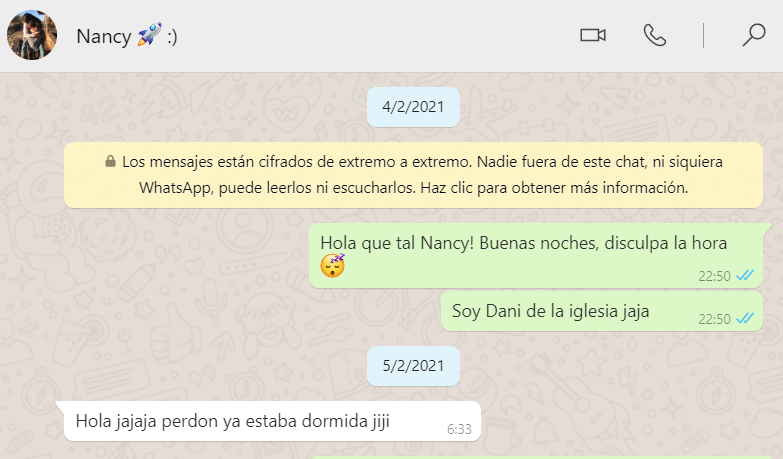 Nancy 🚀 :)
4/2/2021
Los mensajes están cifrados de extremo a extremo. Nadie fuera de este chat, ni siquiera
WhatsApp, puede leerlos ni escucharlos. Haz clic para obtener más información.
Hola que tal Nancy! Buenas noches, disculpa la hora
😴
22:50
Soy Dani de la iglesia jaja
22:50
5/2/2021
Hola jajaja perdon ya estaba dormida jiji
6:33